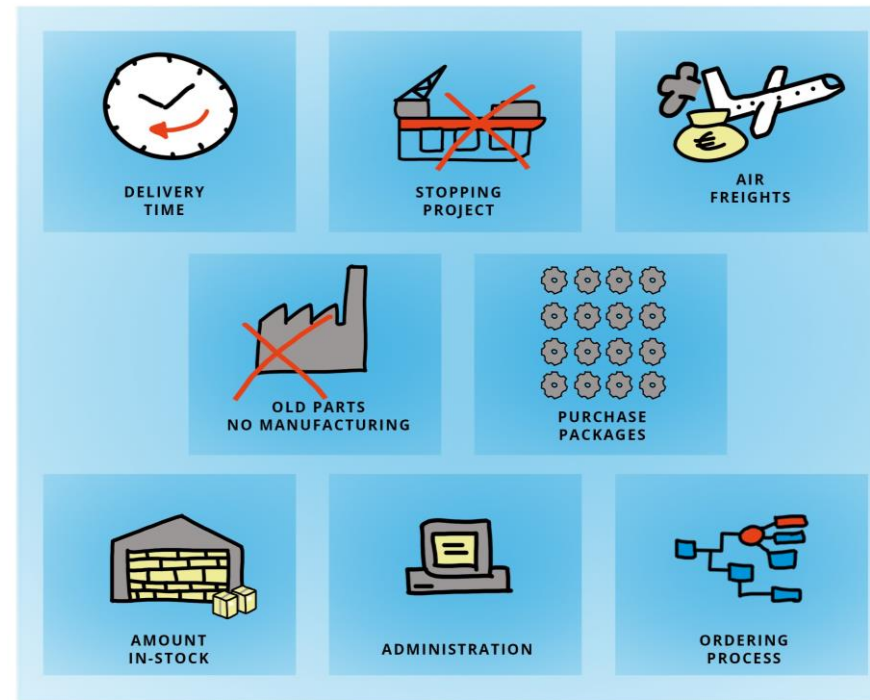 DELIVERY
TIME
STOPPING
PROJECT
AIR
FREIGHTS
€
OLD PARTS
NO MANUFACTURING
PURCHASE
PACKAGES
AMOUNT
IN-STOCK
ADMINISTRATION
ORDERING
PROCESS